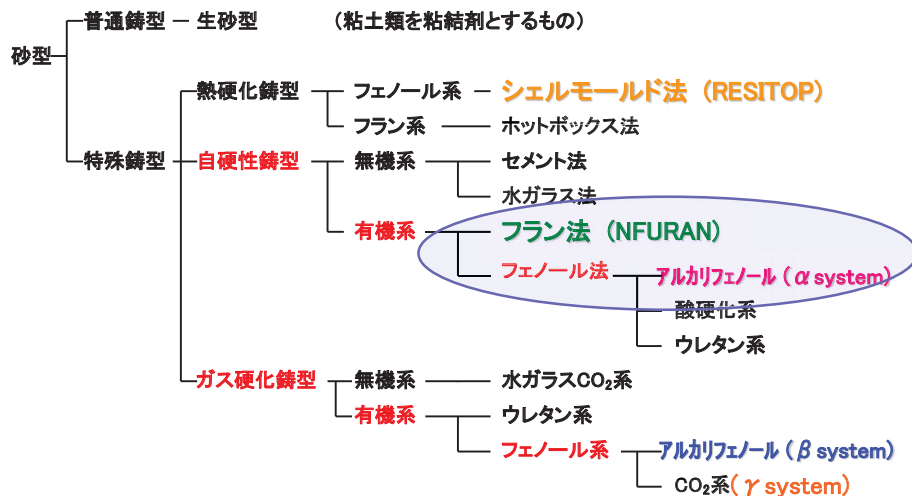 普通鋳型 生砂型 (粘土類を粘結剤とするもの)
砂型
熱硬化鋳型 フェノール系 シェルモールド法 (RESITOP)
フラン系 ホットボックス法
特殊鋳型 自硬性鋳型 無機系 セメント法
水ガラス法
有機系 フラン法 (NFURAN)
フェノール法 アルカリフェノール (α system)
酸硬化系
ウレタン系
ガス硬化鋳型 無機系 水ガラスCO₂系
有機系 ウレタン系
フェノール系 アルカリフェノール (β system)
CO₂系(γ system)